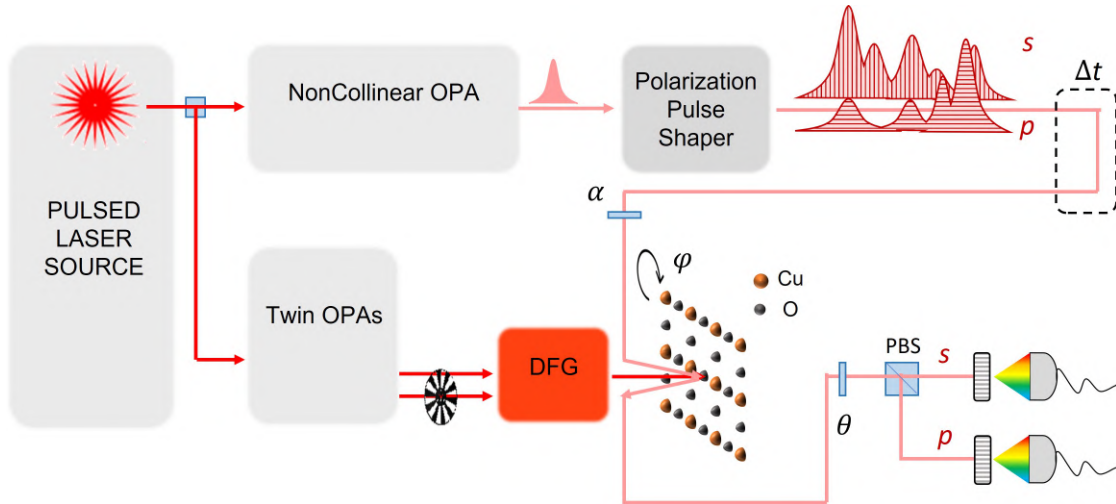 PULSED
LASER
SOURCE
NonCollinear OPA
Polarization
Pulse
Shaper
s
p
Δt
α
φ
Cu
O
Twin OPAs
DFG
PBS
s
θ
p